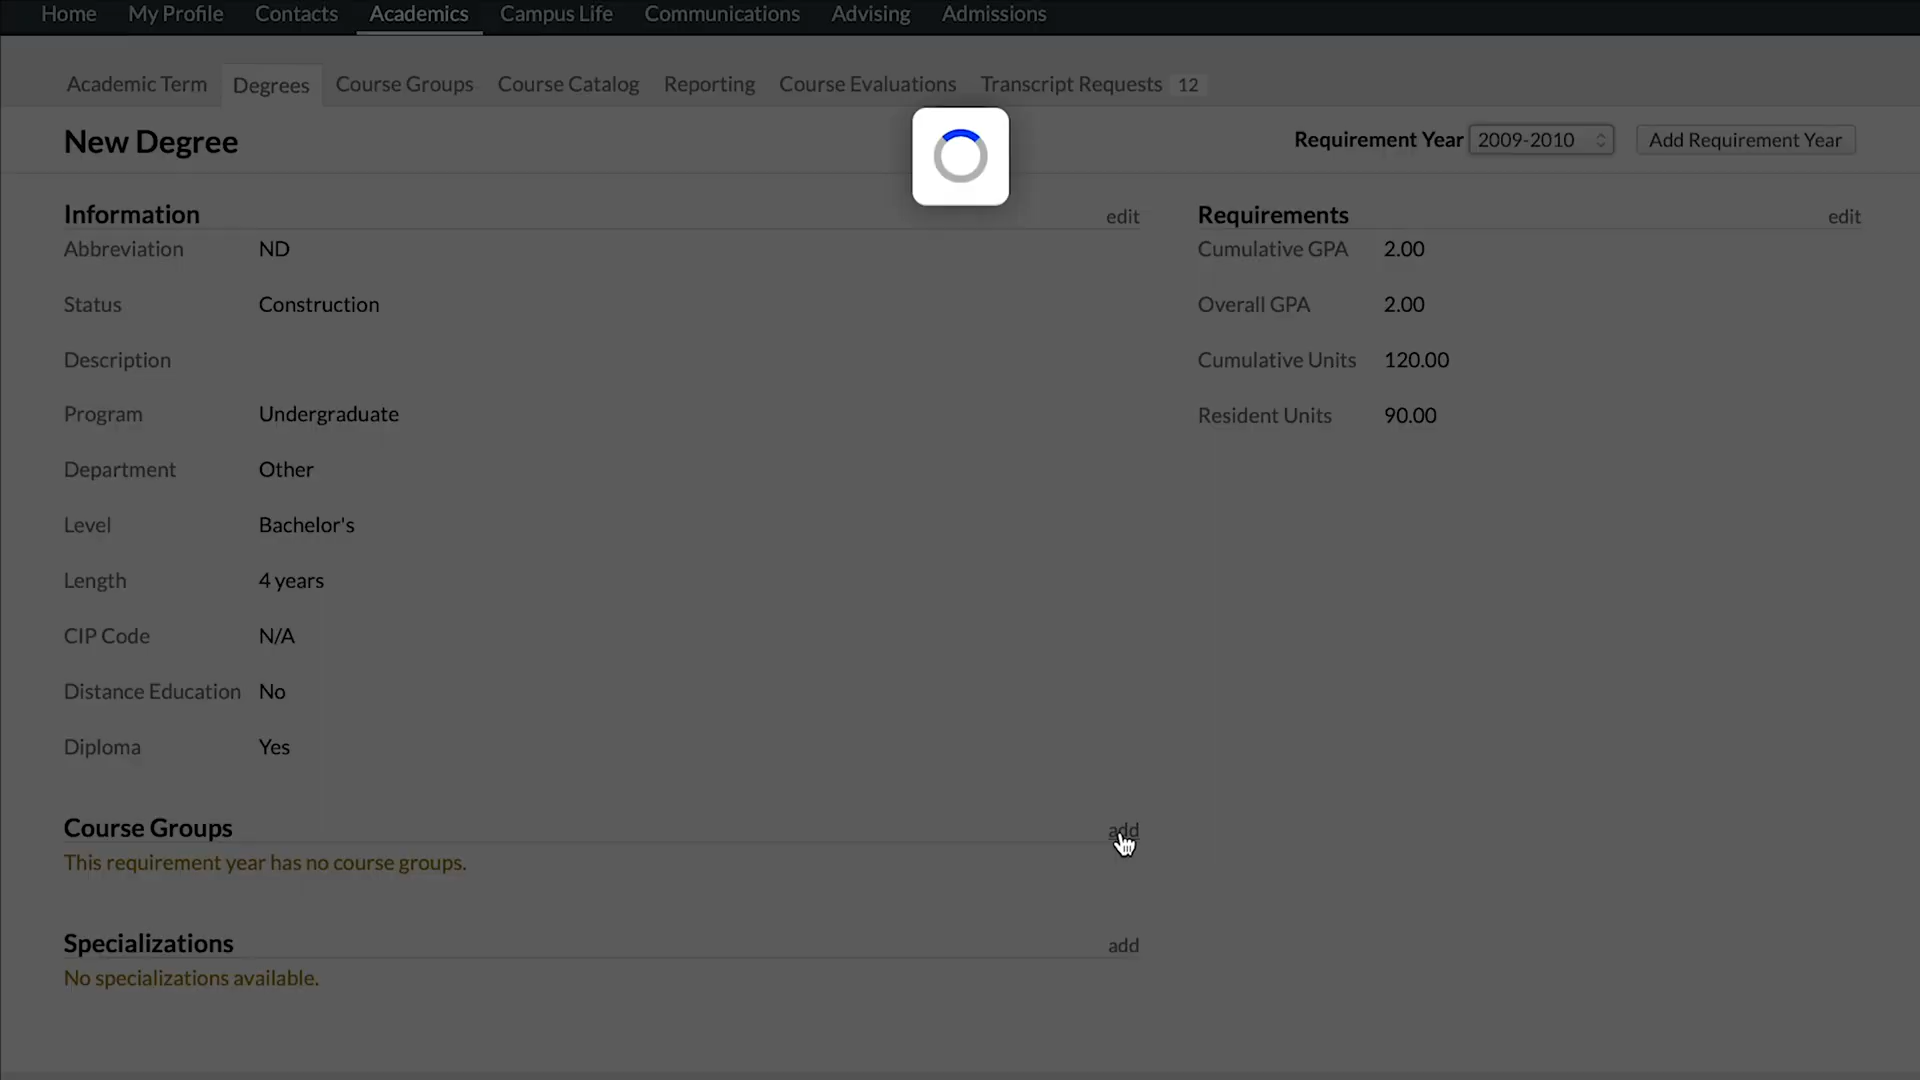 Home My Profile Contacts Academics Campus Life Communications Advising Admissions
Academic Term Degrees Course Groups Course Catalog Reporting Course Evaluations Transcript Requests 12
New Degree
Requirement Year 2009-2010 Add Requirement Year
Information edit
Abbreviation ND
Status Construction
Description
Program Undergraduate
Department Other
Level Bachelor's
Length 4 years
CIP Code N/A
Distance Education No
Diploma Yes
Requirements edit
Cumulative GPA 2.00
Overall GPA 2.00
Cumulative Units 120.00
Resident Units 90.00
Course Groups add
This requirement year has no course groups.
Specializations add
No specializations available.